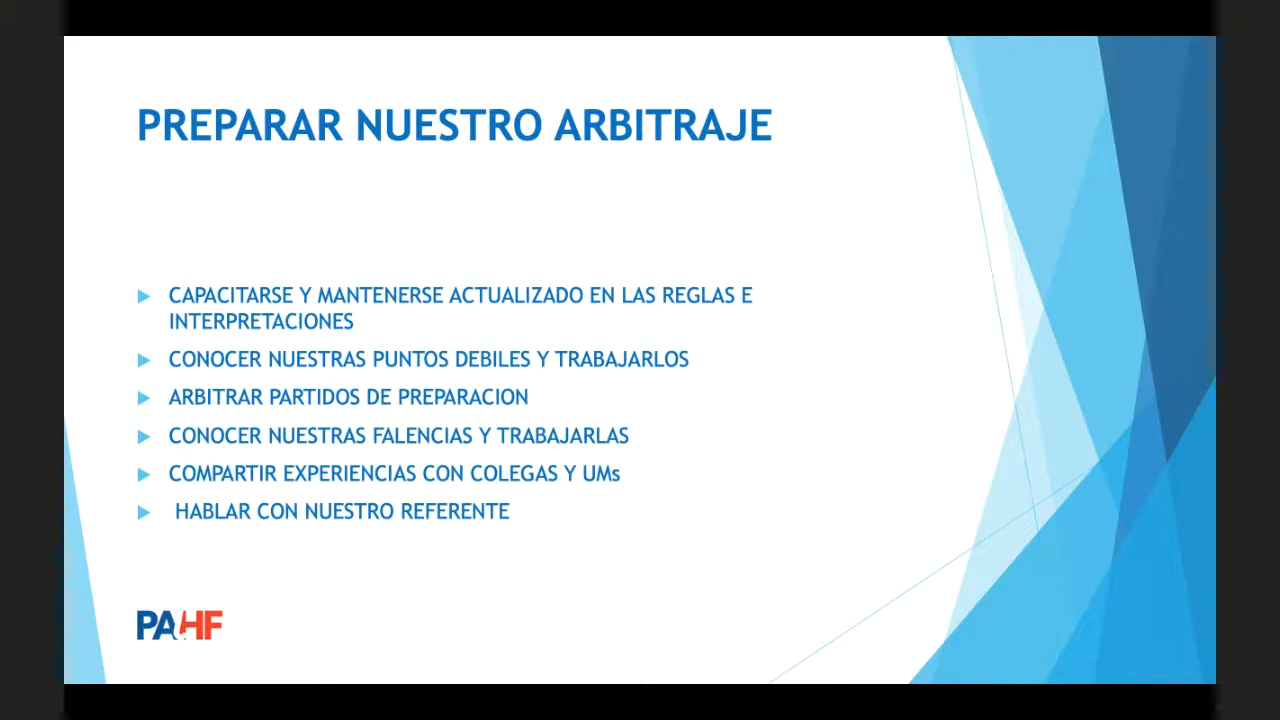 PREPARAR NUESTRO ARBITRAJE
CAPACITARSE Y MANTENERSE ACTUALIZADO EN LAS REGLAS E
INTERPRETACIONES
CONOCER NUESTRAS PUNTOS DEBILES Y TRABAJARLOS
ARBITRAR PARTIDOS DE PREPARACION
CONOCER NUESTRAS FALENCIAS Y TRABAJARLAS
COMPARTIR EXPERIENCIAS CON COLEGAS Y UMs
HABLAR CON NUESTRO REFERENTE
PAHF